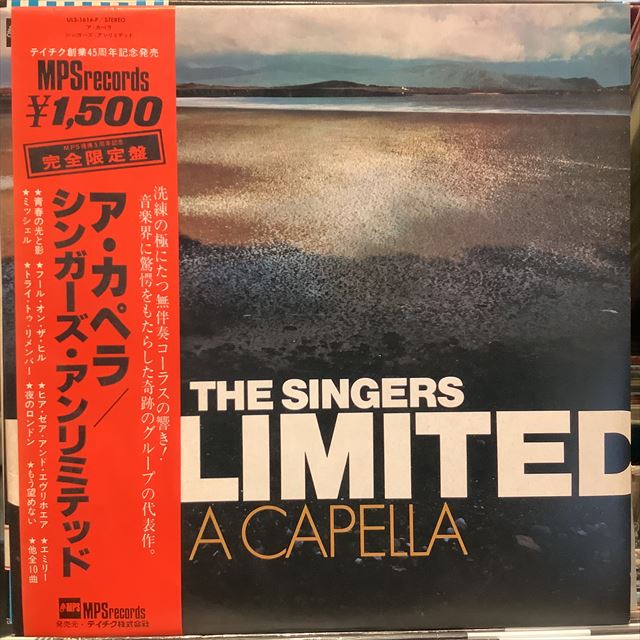 ULS-1616-P/STEREO
ア・カペラ
シンガーズ・アンリミテッド
テイチク創業45周年記念発売
MPSrecords
¥1,500
MPS提携5周年記念
完全限定盤
ア・カペラ/
シンガーズ・アンリミテッド
洗練の極にたつ無伴奏コーラスの響き!
音楽界に驚愕をもたらした奇跡のグループの代表作。
★青春の光と影 ★フール・オン・ザ・ヒル ★ヒア・ゼア・アンド・エヴリホエア ★エミリー
★ミッシェル ★トライ・トゥ・リメンバー ★夜のロンドン ★もう望めない ★他全10曲
MPS MPSrecords
発売元・テイチク株式会社
THE SINGERS
LIMITED
A CAPELLA